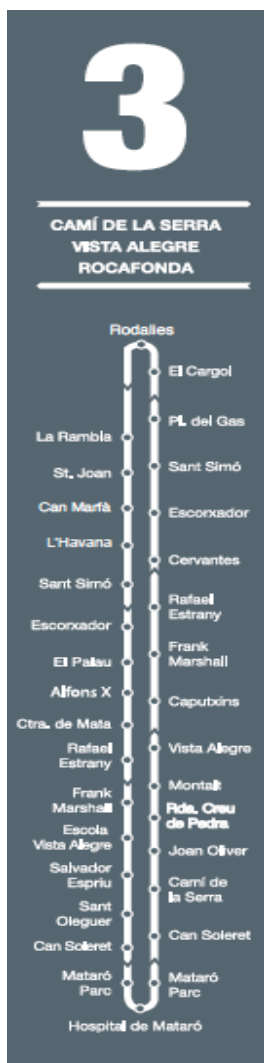 3
CAMÍ DE LA SERRA
VISTA ALEGRE
ROCAFONDA
Rodalies
El Cargol
Pl. del Gas
La Rambla
St. Joan
Sant Simó
Can Marfà
Escorxador
L'Havana
Cervantes
Sant Simó
Rafael
Estrany
Escorxador
Frank
Marshall
El Palau
Alfons X
Caputxins
Ctra. de Mata
Rafael
Estrany
Vista Alegre
Frank
Marshall
Montalt
Rda. Creu
de Pedra
Escola
Vista Alegre
Joan Oliver
Salvador
Espriu
Camí de
la Serra
Sant
Oleguer
Can Soleret
Can Soleret
Mataró
Parc
Mataró
Parc
Hospital de Mataró